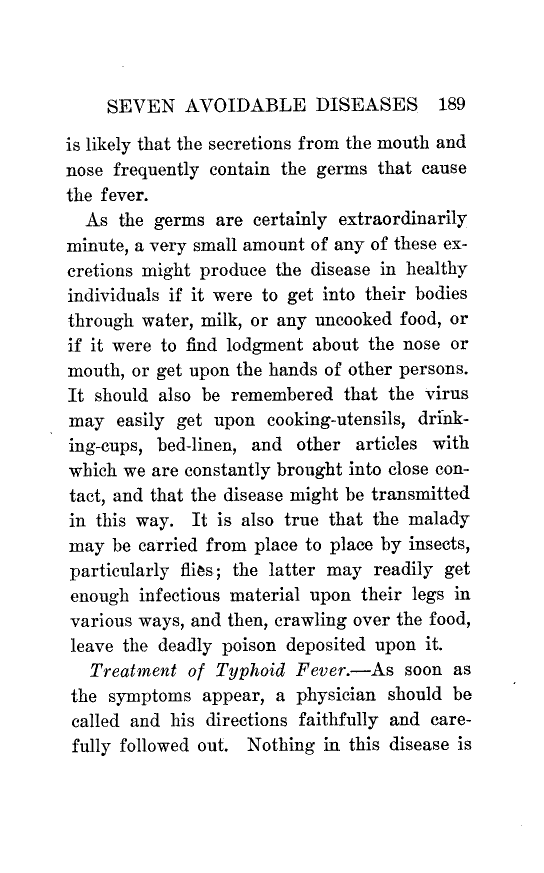 SEVEN AVOIDABLE DISEASES 189
is likely that the secretions from the mouth and
nose frequently contain the germs that cause
the fever.
As the germs are certainly extraordinarily
minute, a very small amount of any of these ex-
cretions might produce the disease in healthy
individuals if it were to get into their bodies
through water, milk, or any uncooked food, or
if it were to find lodgment about the nose or
mouth, or get upon the hands of other persons.
It should also be remembered that the virus
may easily get upon cooking-utensils, drink-
ing-cups, bed-linen, and other articles with
which we are constantly brought into close con-
tact, and that the disease might be transmitted
in this way. It is also true that the malady
may be carried from place to place by insects,
particularly flies; the latter may readily get
enough infectious material upon their legs in
various ways, and then, crawling over the food,
leave the deadly poison deposited upon it.
Treatment of Typhoid Fever.—As soon as
the symptoms appear, a physician should be
called and his directions faithfully and care-
fully followed out. Nothing in this disease is